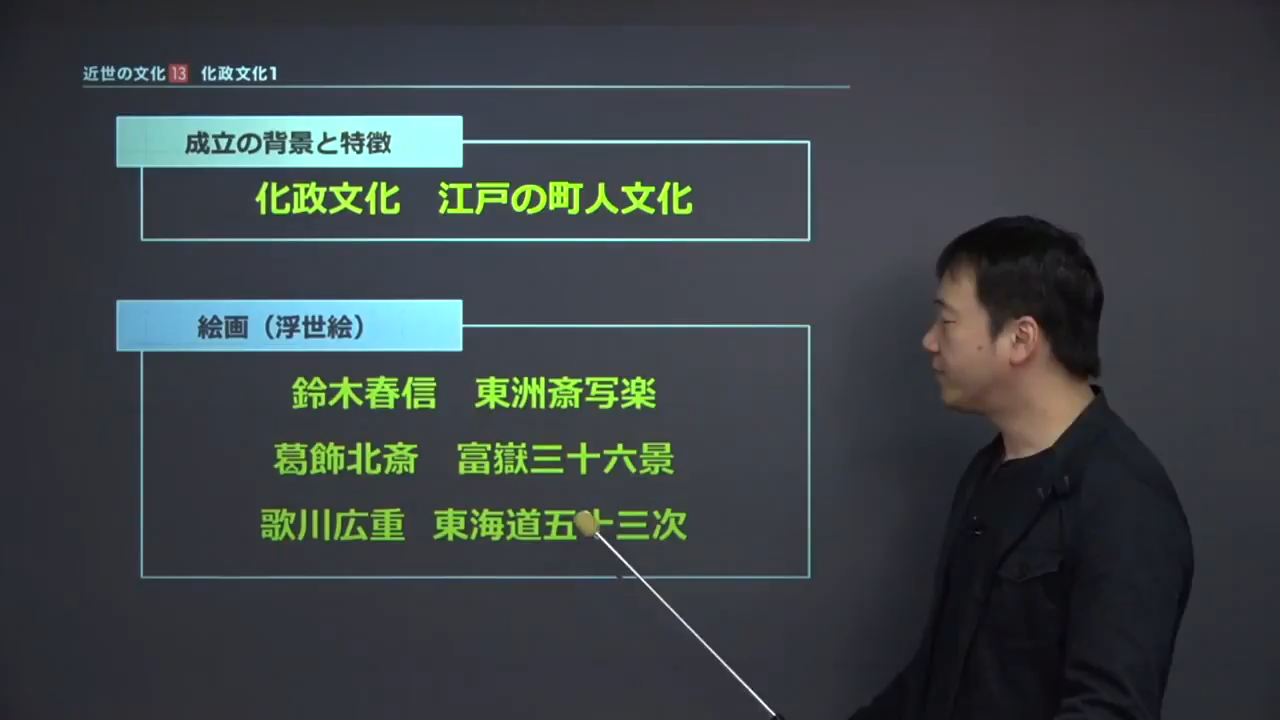 近世の文化13 化政文化1
成立の背景と特徴
化政文化 江戸の町人文化
絵画（浮世絵）
鈴木春信 東洲斎写楽
葛飾北斎 富嶽三十六景
歌川広重 東海道五十三次